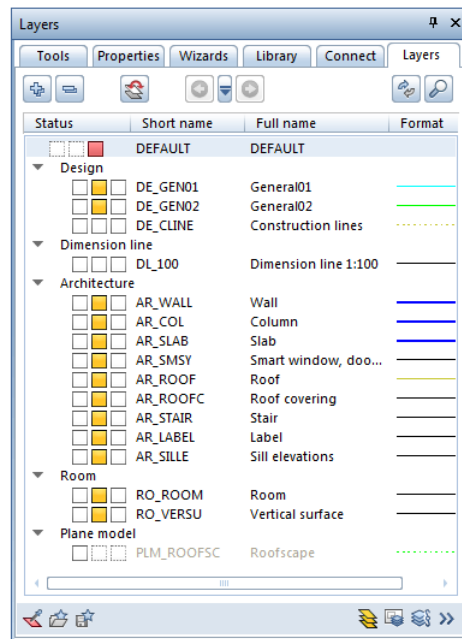 Layers
Tools Properties Wizards Library Connect Layers
Status Short name Full name Format
DEFAULT DEFAULT
Design
DE_GEN01 General01
DE_GEN02 General02
DE_CLINE Construction lines
Dimension line
DL_100 Dimension line 1:100
Architecture
AR_WALL Wall
AR_COL Column
AR_SLAB Slab
AR_SMSY Smart window, doo...
AR_ROOF Roof
AR_ROOFC Roof covering
AR_STAIR Stair
AR_LABEL Label
AR_SILLE Sill elevations
Room
RO_ROOM Room
RO_VERSU Vertical surface
Plane model
PLM_ROOFSC Roofscape